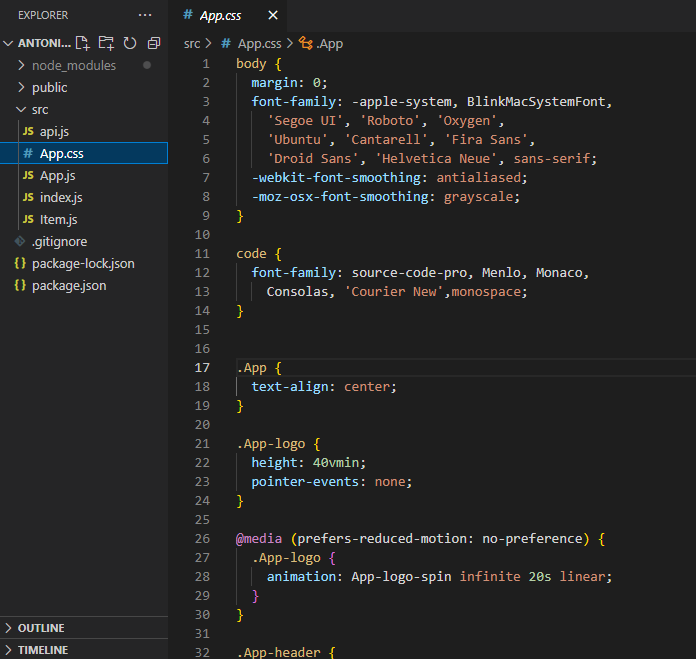 EXPLORER ···
ANTONI...
node_modules
public
src
JS api.js
# App.css
JS App.js
JS index.js
JS Item.js
.gitignore
{} package-lock.json
{} package.json
OUTLINE
TIMELINE
# App.css ×
src > # App.css > .App
1 body {
2 margin: 0;
3 font-family: -apple-system, BlinkMacSystemFont,
4 'Segoe UI', 'Roboto', 'Oxygen',
5 'Ubuntu', 'Cantarell', 'Fira Sans',
6 'Droid Sans', 'Helvetica Neue', sans-serif;
7 -webkit-font-smoothing: antialiased;
8 -moz-osx-font-smoothing: grayscale;
9 }
10
11 code {
12 font-family: source-code-pro, Menlo, Monaco,
13 Consolas, 'Courier New',monospace;
14 }
15
16
17 .App {
18 text-align: center;
19 }
20
21 .App-logo {
22 height: 40vmin;
23 pointer-events: none;
24 }
25
26 @media (prefers-reduced-motion: no-preference) {
27 .App-logo {
28 animation: App-logo-spin infinite 20s linear;
29 }
30 }
31
32 .App-header {